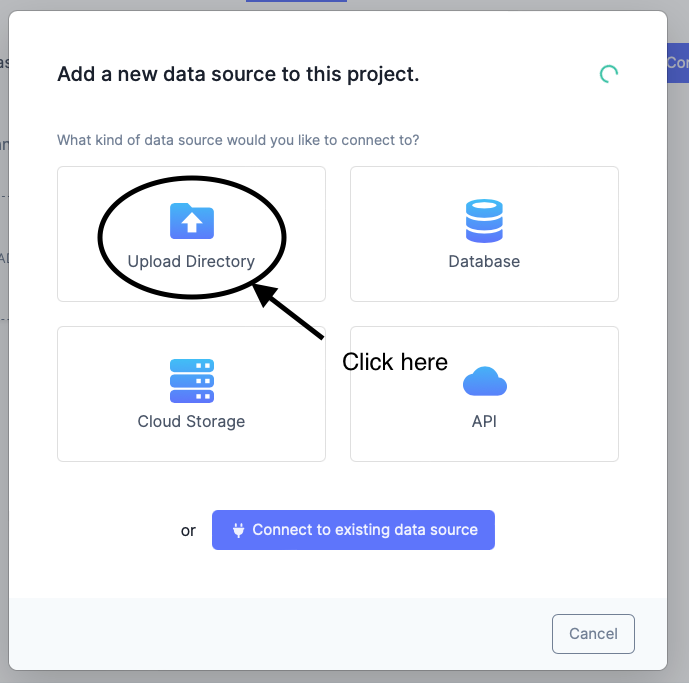 Add a new data source to this project.
What kind of data source would you like to connect to?
Upload Directory
Database
Click here
Cloud Storage
API
or
Connect to existing data source
Cancel